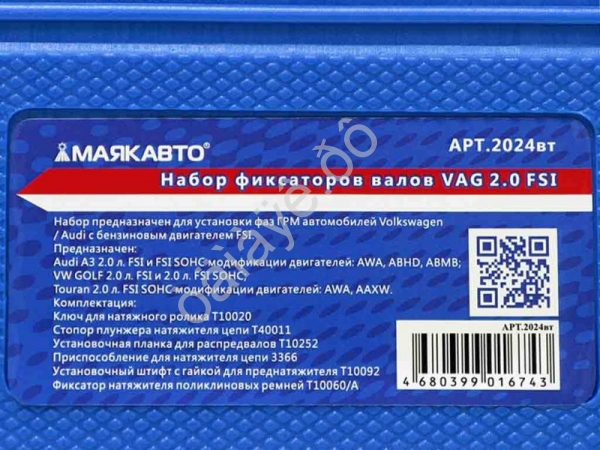 МАЯКАВТО®
АРТ.2024вт
Набор фиксаторов валов VAG 2.0 FSI
Набор предназначен для установки фаз ГРМ автомобилей Volkswagen
/ Audi с бензиновым двигателем FSI.
Предназначен:
Audi A3 2.0 л. FSI и FSI SOHC модификации двигателей: AWA, ABHD, ABMB;
VW GOLF 2.0 л. FSI и 2.0 л. FSI SOHC;
Touran 2.0 л. FSI SOHC модификации двигателей: AWA, AAXW.
Комплектация:
Ключ для натяжного ролика T10020
Стопор плунжера натяжителя цепи T40011
Установочная планка для распредвалов T10252
Приспособление для натяжителя цепи 3366
Установочный штифт с гайкой для преднатяжителя T10092
Фиксатор натяжителя поликлиновых ремней T10060/A
АРТ.2024вт
4 680399 016743